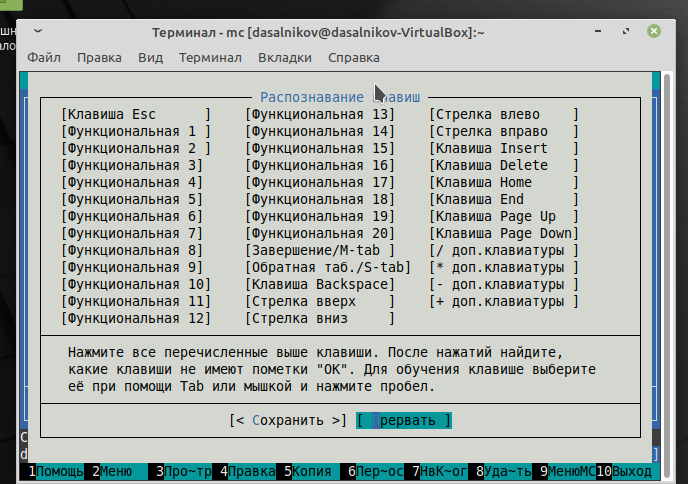 шн
ало
Терминал - mc [dasalnikov@dasalnikov-VirtualBox]:~
Файл Правка Вид Терминал Вкладки Справка
Распознавание клавиш
[Клавиша Esc ] [Функциональная 13] [Стрелка влево ]
[Функциональная 1 ] [Функциональная 14] [Стрелка вправо ]
[Функциональная 2 ] [Функциональная 15] [Клавиша Insert ]
[Функциональная 3] [Функциональная 16] [Клавиша Delete ]
[Функциональная 4] [Функциональная 17] [Клавиша Home ]
[Функциональная 5] [Функциональная 18] [Клавиша End ]
[Функциональная 6] [Функциональная 19] [Клавиша Page Up ]
[Функциональная 7] [Функциональная 20] [Клавиша Page Down]
[Функциональная 8] [Завершение/M-tab ] [/ доп.клавиатуры ]
[Функциональная 9] [Обратная таб./S-tab] [* доп.клавиатуры ]
[Функциональная 10] [Клавиша Backspace] [- доп.клавиатуры ]
[Функциональная 11] [Стрелка вверх ] [+ доп.клавиатуры ]
[Функциональная 12] [Стрелка вниз ]
Нажмите все перечисленные выше клавиши. После нажатий найдите,
какие клавиши не имеют пометки "OK". Для обучения клавише выберите
её при помощи Tab или мышкой и нажмите пробел.
[< Сохранить >] [ Прервать ]
С
d ]
1Помощь 2Меню 3Про~тр 4Правка 5Копия 6Пер~ос 7НвК~ог 8Уда~ть 9МенюMC 10Выход